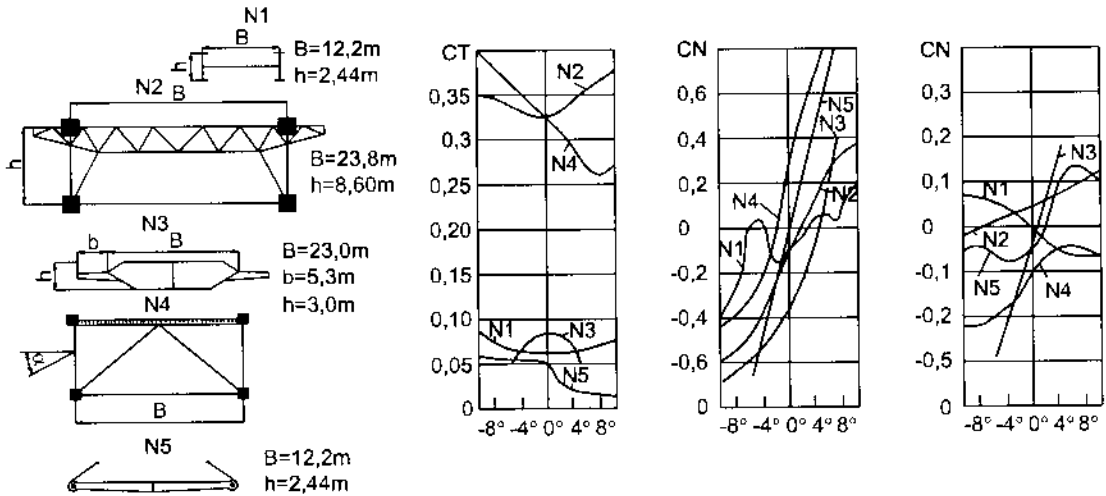 N1
B
h
B=12,2m
h=2,44m
N2
B
h
B=23,8m
h=8,60m
N3
b
B
h
B=23,0m
b=5,3m
h=3,0m
N4
α
B
N5
B=12,2m
h=2,44m
CT
0,35
0,3
0,25
0,20
0,15
0,10
0,05
0
N2
N4
N1
N3
N5
-8° -4° 0° 4° 8°
CN
0,6
0,4
0,2
0
-0,2
-0,4
-0,6
0
N5
N3
N4
N2
N1
-8° -4° 0° 4° 8°
CN
0,3
0,2
0,1
0
-0,1
-0,2
-0,5
0
N3
N1
N2
N5
N4
-8° -4° 0° 4° 8°